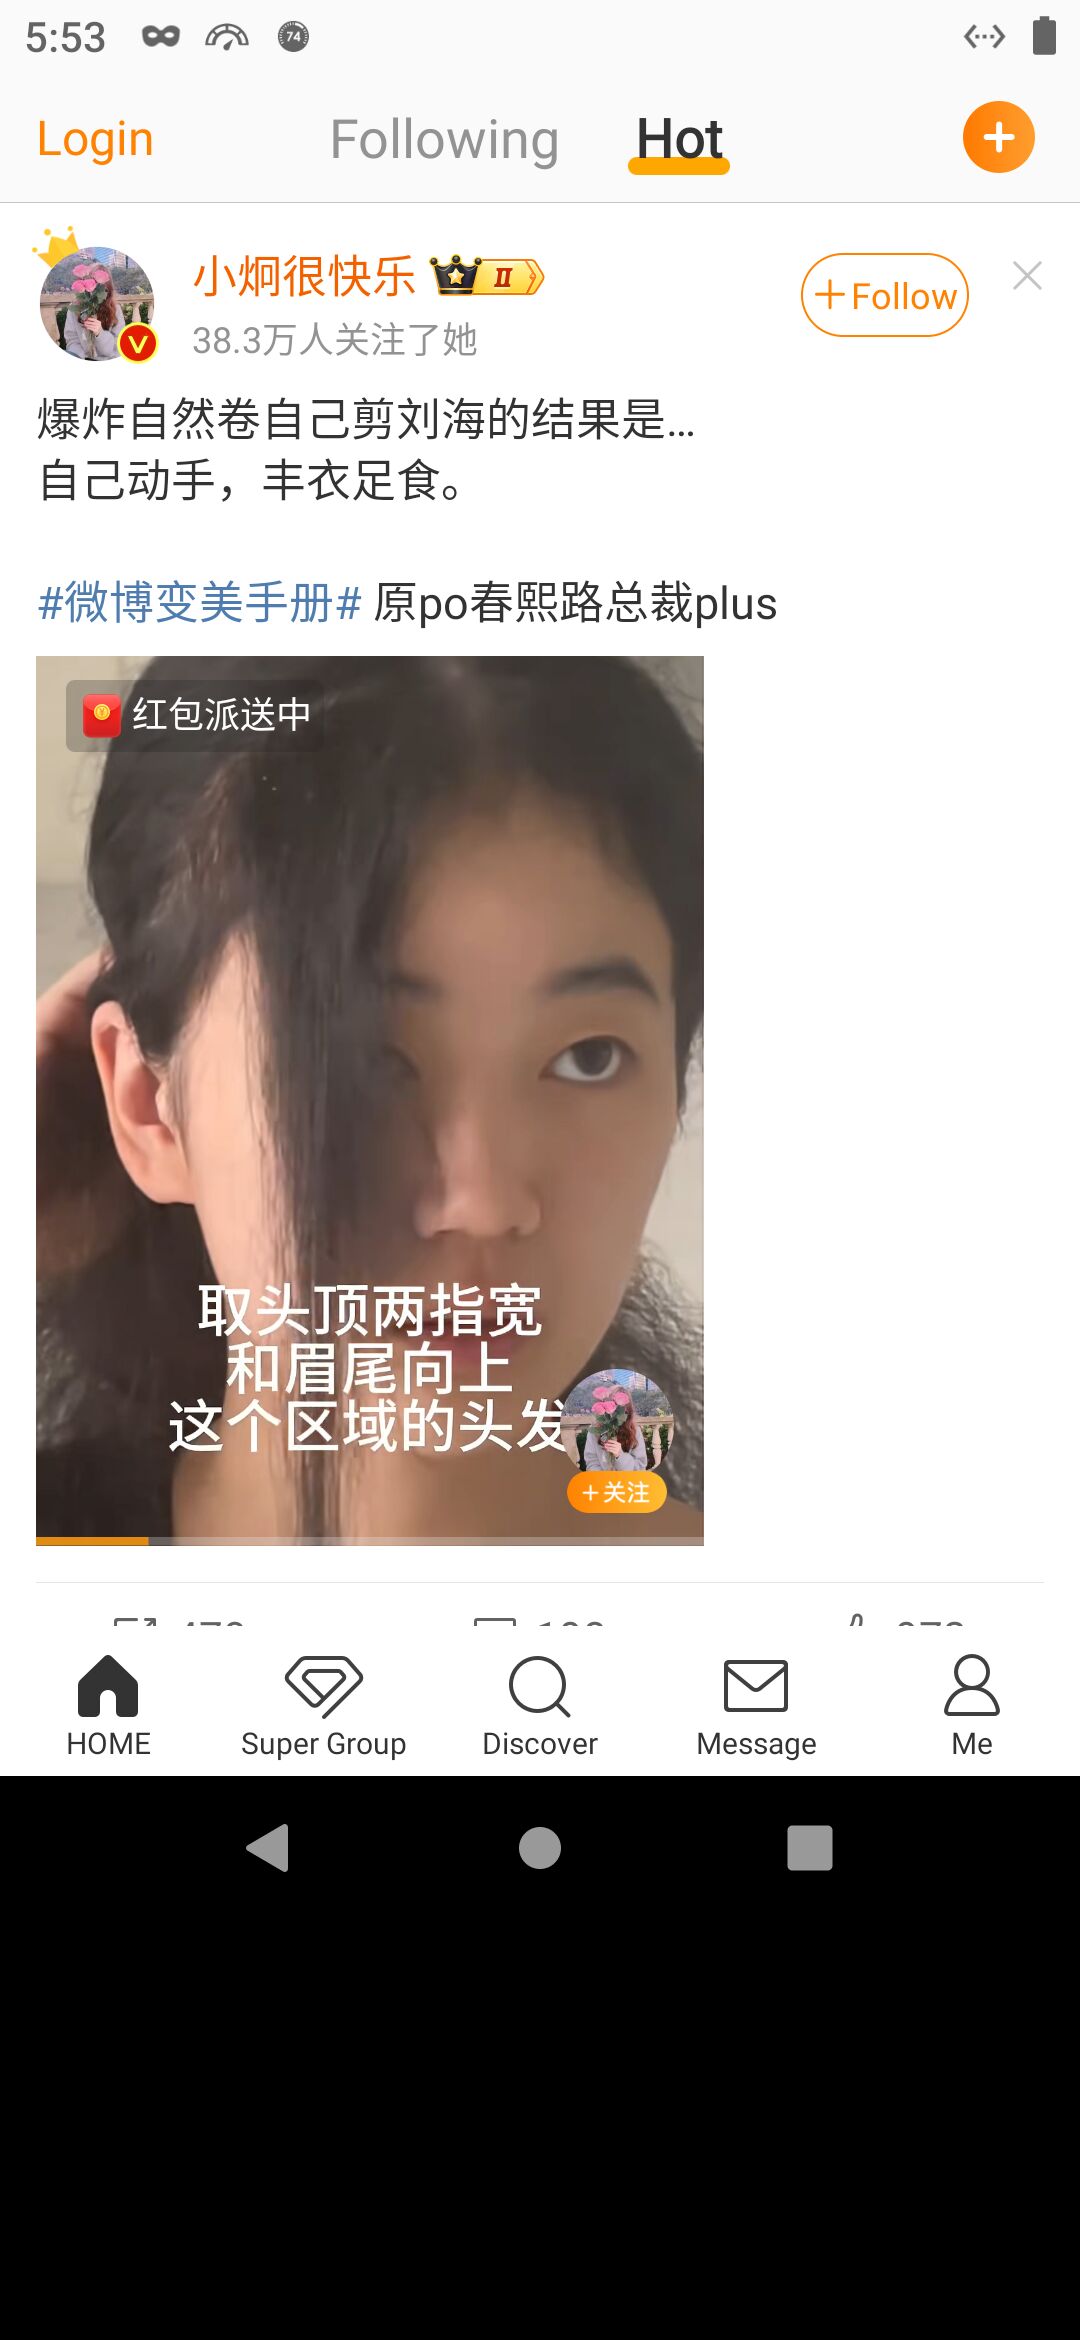 5:53
74
Login
Following
Hot
小炯很快乐
II
38.3万人关注了她
+Follow
爆炸自然卷自己剪刘海的结果是...
自己动手，丰衣足食。
#微博变美手册# 原po春熙路总裁plus
红包派送中
取头顶两指宽
和眉尾向上
这个区域的头发
+关注
HOME
Super Group
Discover
Message
Me